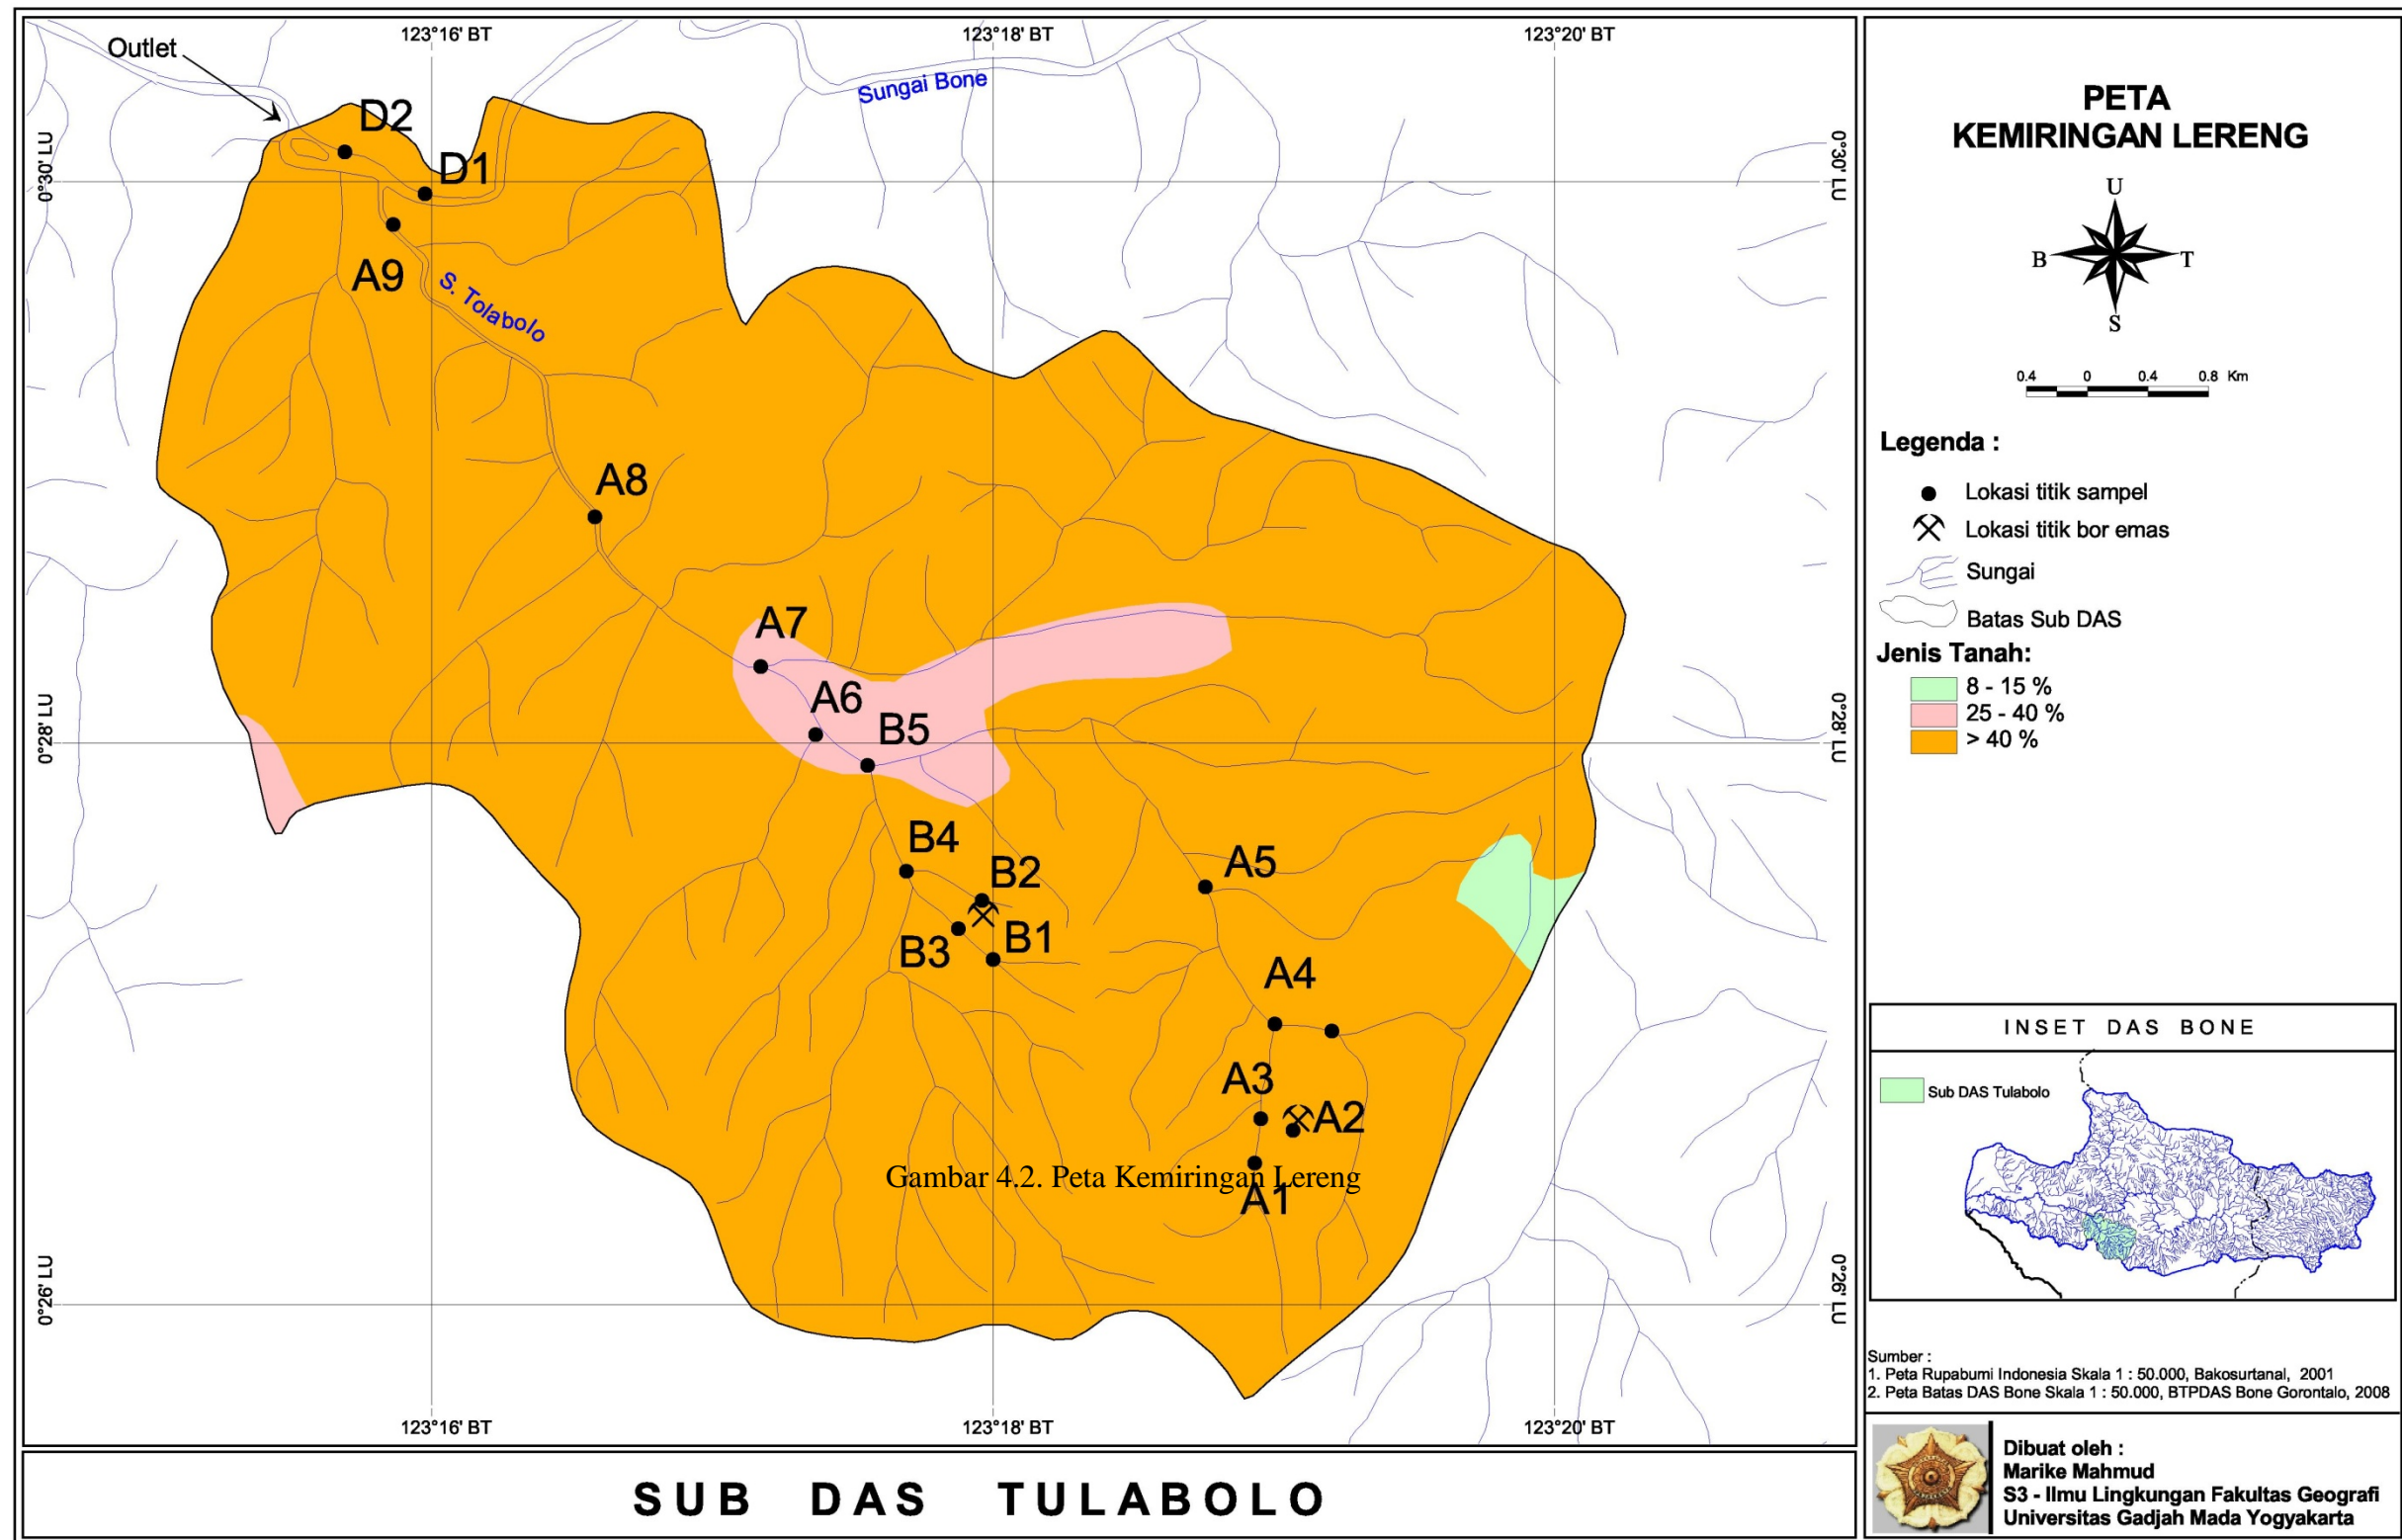 123°16' BT
123°18' BT
123°20' BT
Outlet
Sungai Bone
D2
D1
0°30' LU
0°30' LU
A9
S. Tolabolo
A8
A7
A6
B5
0°28' LU
0°28' LU
B4
B2
A5
B3
B1
A4
A3
A2
Gambar 4.2. Peta Kemiringan Lereng
A1
0°26' LU
0°26' LU
123°16' BT
123°18' BT
123°20' BT
SUB DAS TULABOLO
PETA
KEMIRINGAN LERENG
U
B
T
S
0.4 0 0.4 0.8 Km
Legenda :
Lokasi titik sampel
Lokasi titik bor emas
Sungai
Batas Sub DAS
Jenis Tanah:
8 - 15 %
25 - 40 %
> 40 %
INSET DAS BONE
Sub DAS Tulabolo
Sumber :
1. Peta Rupabumi Indonesia Skala 1 : 50.000, Bakosurtanal, 2001
2. Peta Batas DAS Bone Skala 1 : 50.000, BTPDAS Bone Gorontalo, 2008
Dibuat oleh :
Marike Mahmud
S3 - Ilmu Lingkungan Fakultas Geografi
Universitas Gadjah Mada Yogyakarta